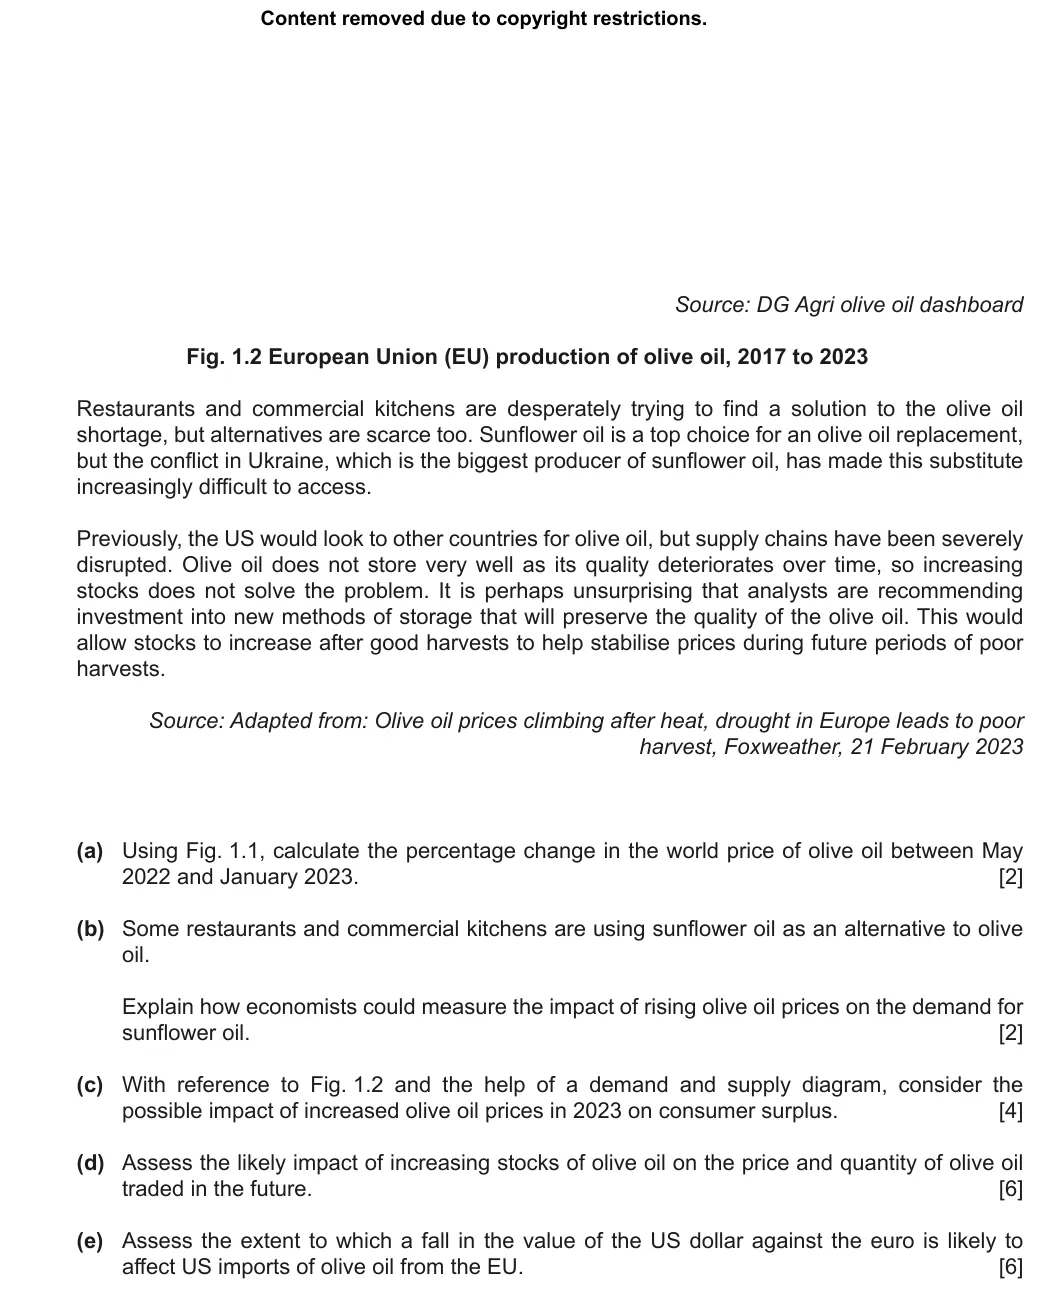 Content removed due to copyright restrictions.
Source: DG Agri olive oil dashboard
Fig. 1.2 European Union (EU) production of olive oil, 2017 to 2023
Restaurants and commercial kitchens are desperately trying to find a solution to the olive oil
shortage, but alternatives are scarce too. Sunflower oil is a top choice for an olive oil replacement,
but the conflict in Ukraine, which is the biggest producer of sunflower oil, has made this substitute
increasingly difficult to access.
Previously, the US would look to other countries for olive oil, but supply chains have been severely
disrupted. Olive oil does not store very well as its quality deteriorates over time, so increasing
stocks does not solve the problem. It is perhaps unsurprising that analysts are recommending
investment into new methods of storage that will preserve the quality of the olive oil. This would
allow stocks to increase after good harvests to help stabilise prices during future periods of poor
harvests.
Source: Adapted from: Olive oil prices climbing after heat, drought in Europe leads to poor
harvest, Foxweather, 21 February 2023
(a) Using Fig. 1.1, calculate the percentage change in the world price of olive oil between May
2022 and January 2023. [2]
(b) Some restaurants and commercial kitchens are using sunflower oil as an alternative to olive
oil.
Explain how economists could measure the impact of rising olive oil prices on the demand for
sunflower oil. [2]
(c) With reference to Fig. 1.2 and the help of a demand and supply diagram, consider the
possible impact of increased olive oil prices in 2023 on consumer surplus. [4]
(d) Assess the likely impact of increasing stocks of olive oil on the price and quantity of olive oil
traded in the future. [6]
(e) Assess the extent to which a fall in the value of the US dollar against the euro is likely to
affect US imports of olive oil from the EU. [6]